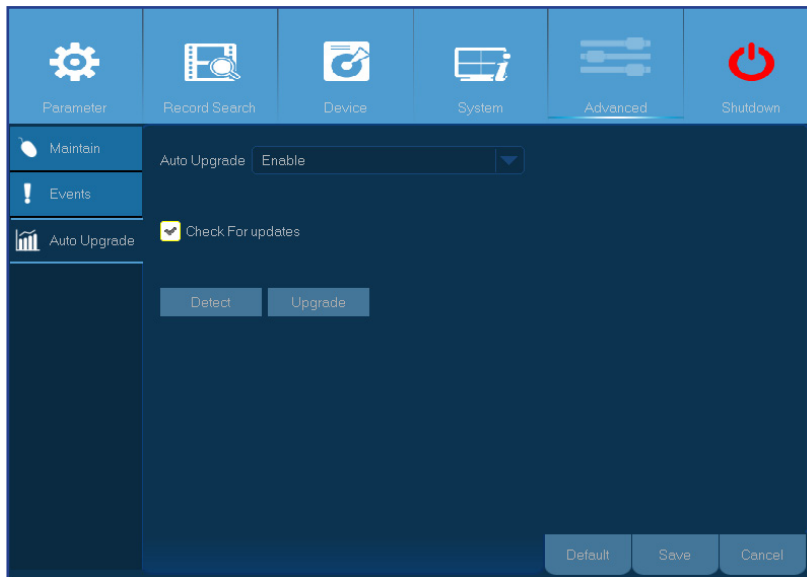 Parameter
Record Search
Device
System
Advanced
Shutdown
Maintain
Events
Auto Upgrade
Auto Upgrade Enable
Check For updates
Detect
Upgrade
Default
Save
Cancel